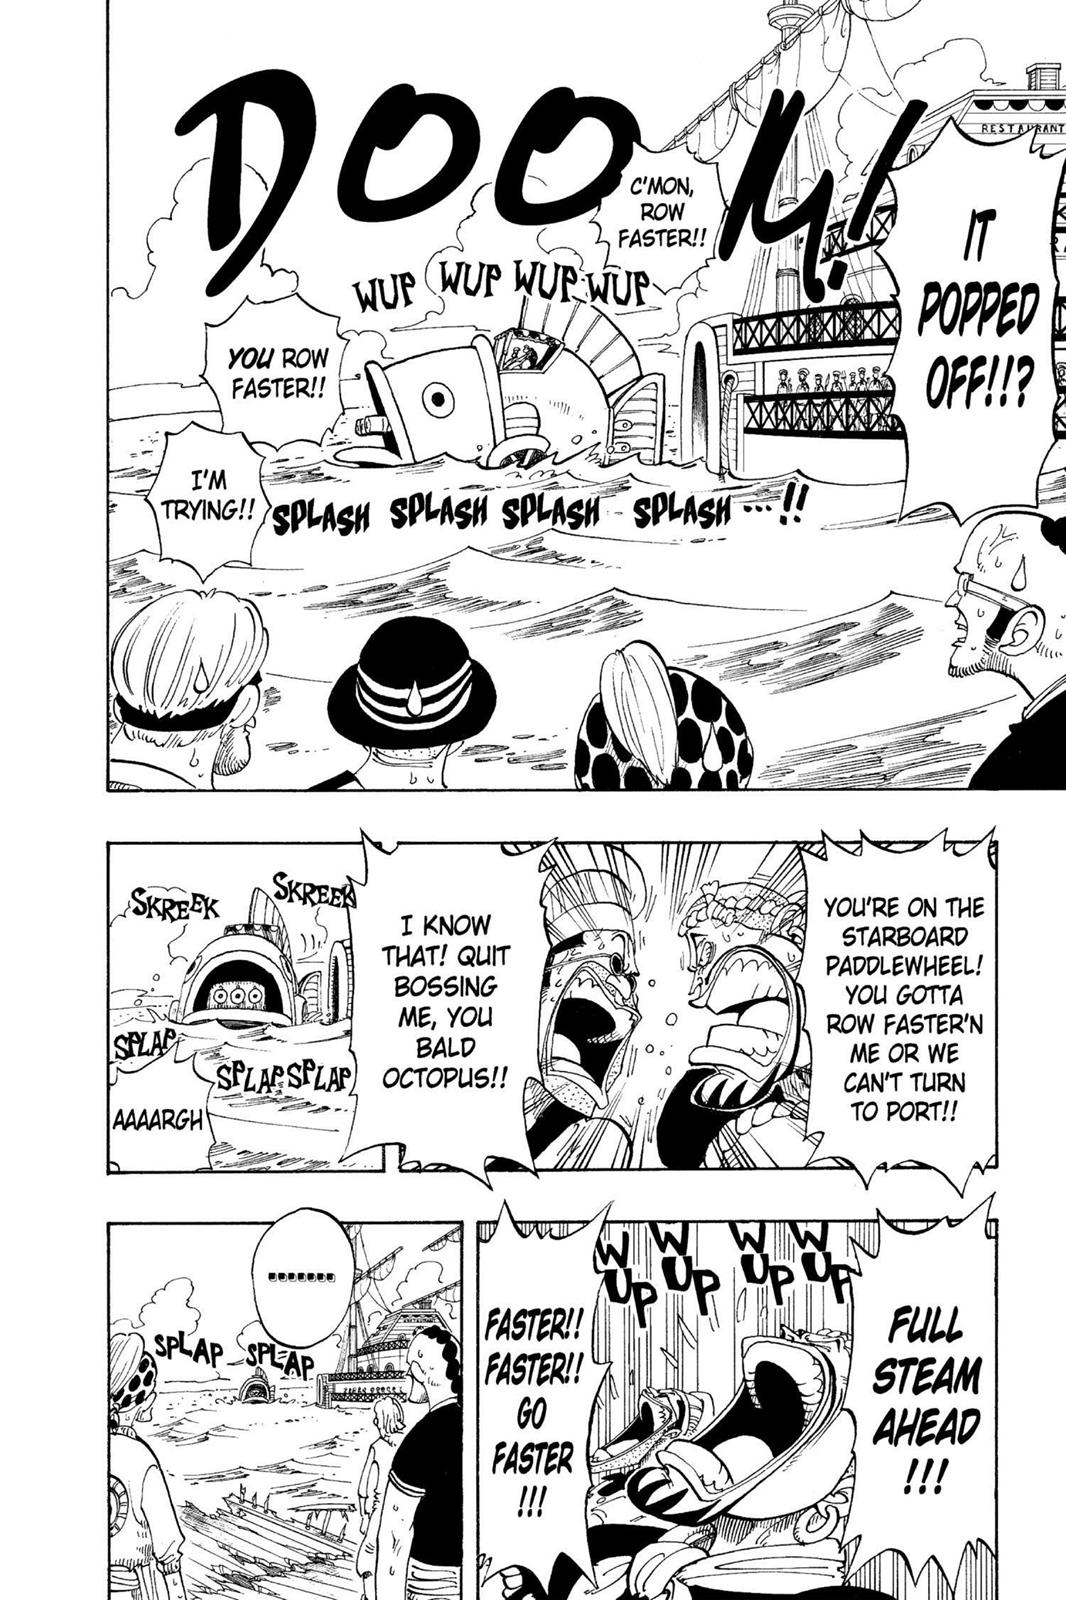 DOOM!!
RESTAURANT
IT
POPPED
OFF!!?
C'MON,
ROW
FASTER!!
WUP WUP WUP WUP
YOU ROW
FASTER!!
I'M
TRYING!!
SPLASH SPLASH SPLASH SPLASH...!!
YOU'RE ON THE
STARBOARD
PADDLEWHEEL!
YOU GOTTA
ROW FASTER'N
ME OR WE
CAN'T TURN
TO PORT!!
I KNOW
THAT! QUIT
BOSSING
ME, YOU
BALD
OCTOPUS!!
SKREEK
SKREEK
SPLAP
SPLAP SPLAP
AAAARGH
WUP WUP WUP WUP
FULL
STEAM
AHEAD
!!!
FASTER!!
FASTER!!
GO
FASTER
!!!
.......
SPLAP SPLAP
RESTAURANT